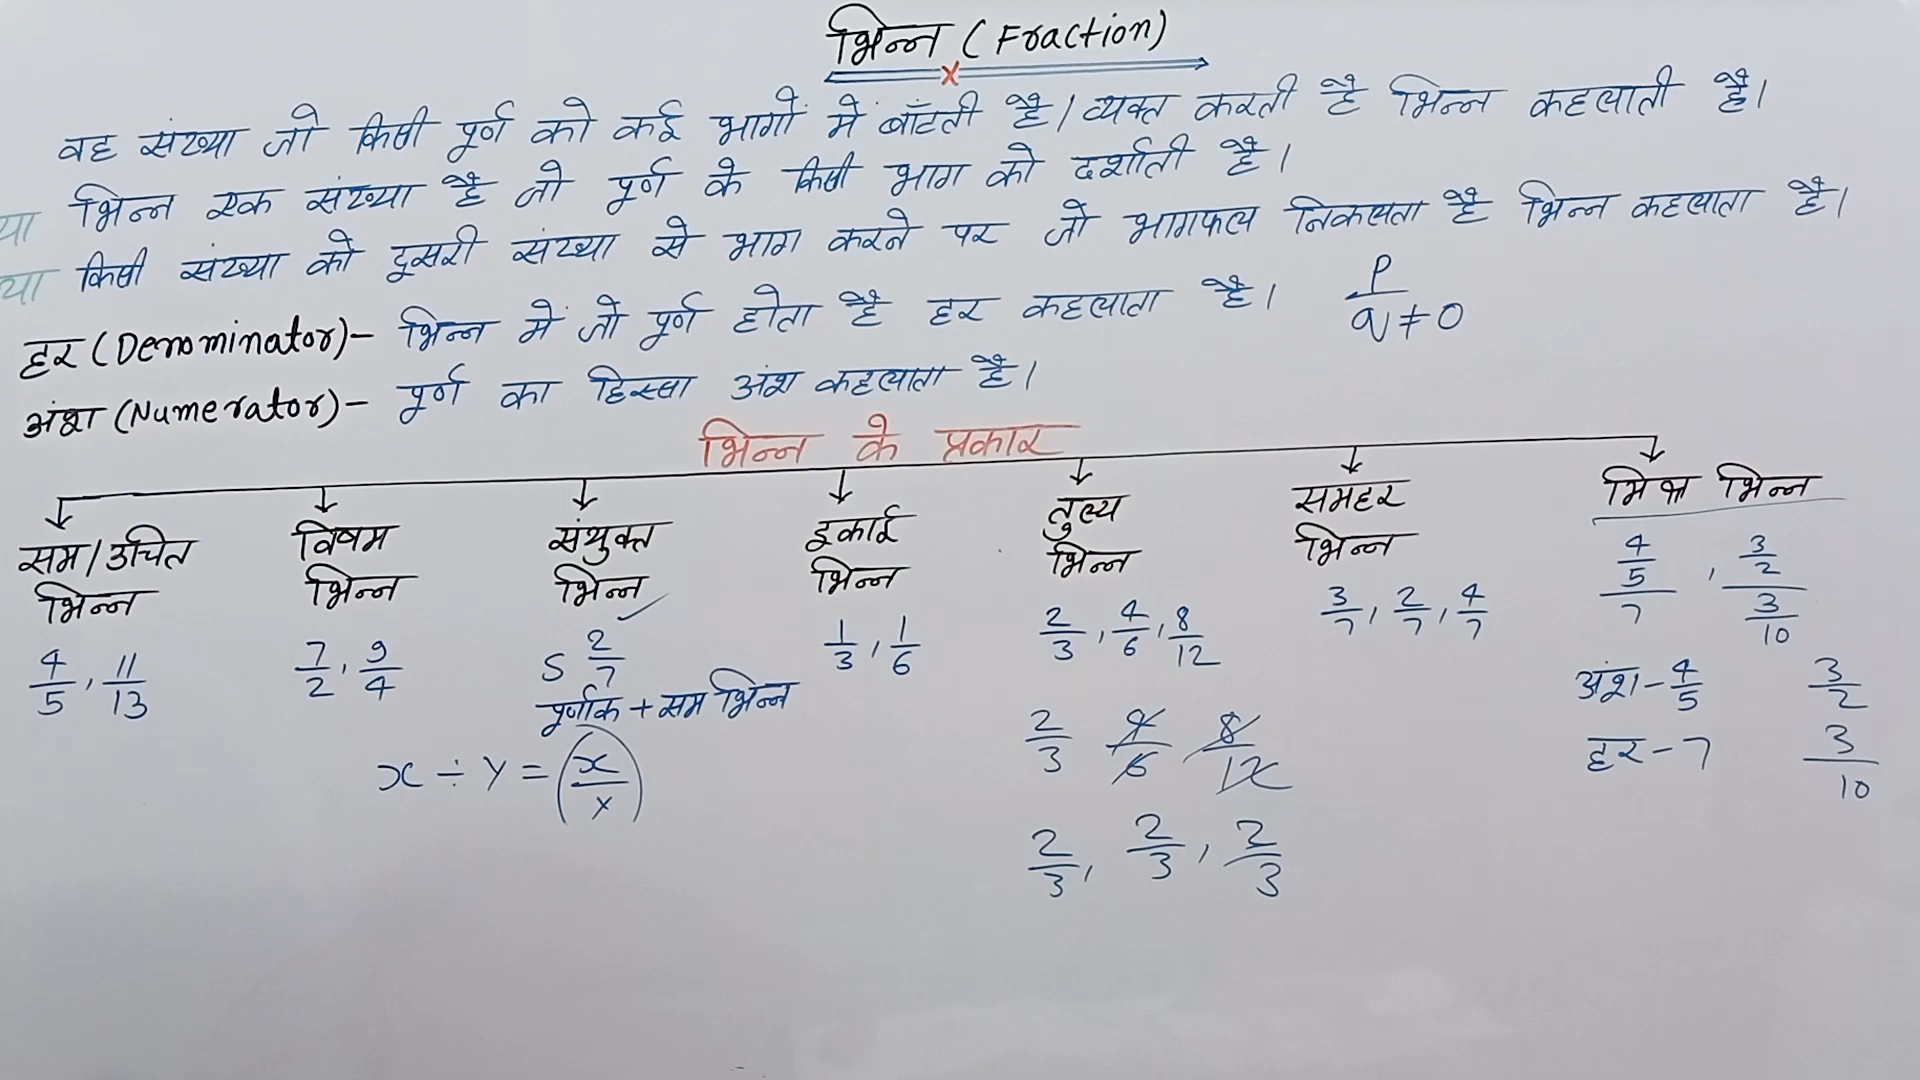 भिन्न (Fraction)
वह संख्या जो किसी पूर्ण को कई भागों में बाँटती है। व्यक्त करती है भिन्न कहलाती है।
या भिन्न एक संख्या है जो पूर्ण के किसी भाग को दर्शाती है।
या किसी संख्या को दूसरी संख्या से भाग करने पर जो भागफल निकलता है भिन्न कहलाता है।
हर (Denominator)- भिन्न में जो पूर्ण होता है हर कहलाता है। P/q≠0
अंश (Numerator)- पूर्ण का हिस्सा अंश कहलाता है।
भिन्न के प्रकार
सम/उचित भिन्न
4/5, 11/13
विषम भिन्न
7/2, 9/4
संयुक्त भिन्न
5 2/7
पूर्णांक + सम भिन्न
x ÷ y = (x/y)
इकाई भिन्न
1/3, 1/6
तुल्य भिन्न
2/3, 4/6, 8/12
2/3 4/6 8/12
2/3, 2/3, 2/3
समहर भिन्न
3/7, 2/7, 4/7
मिश्र भिन्न
4/5/7, 3/2/3/10
अंश - 4/5 3/2
हर - 7 3/10